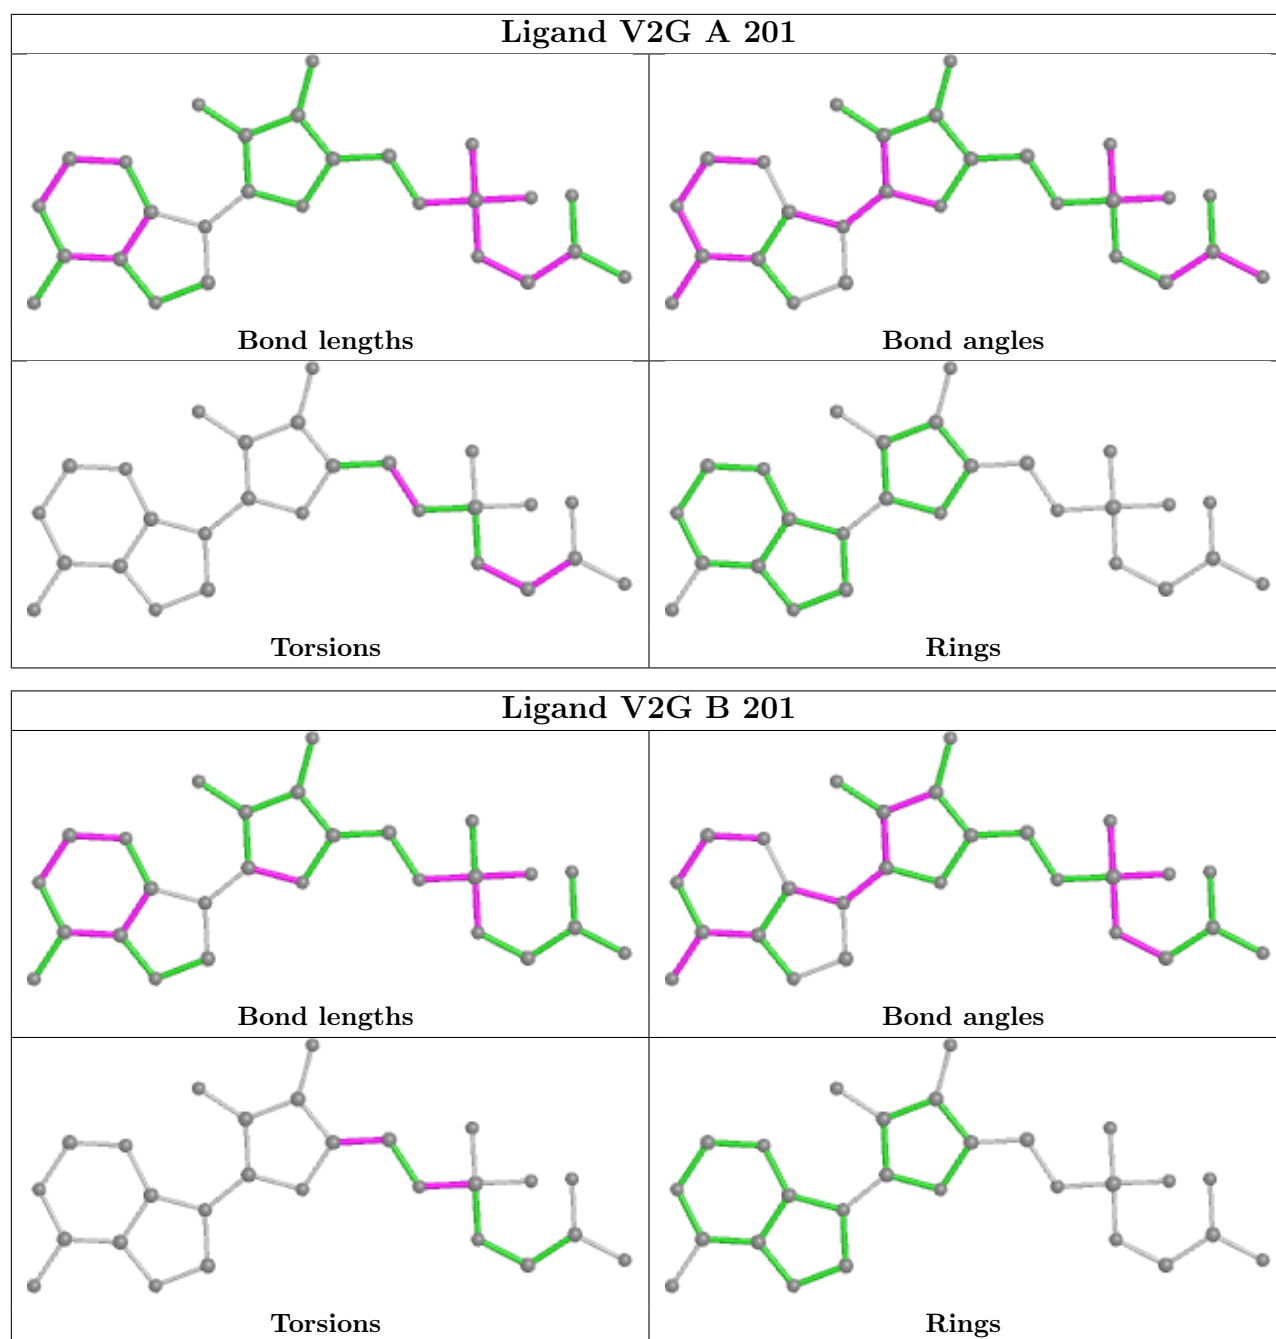 Ligand V2G A 201
Bond lengths
Bond angles
Torsions
Rings
Ligand V2G B 201
Bond lengths
Bond angles
Torsions
Rings